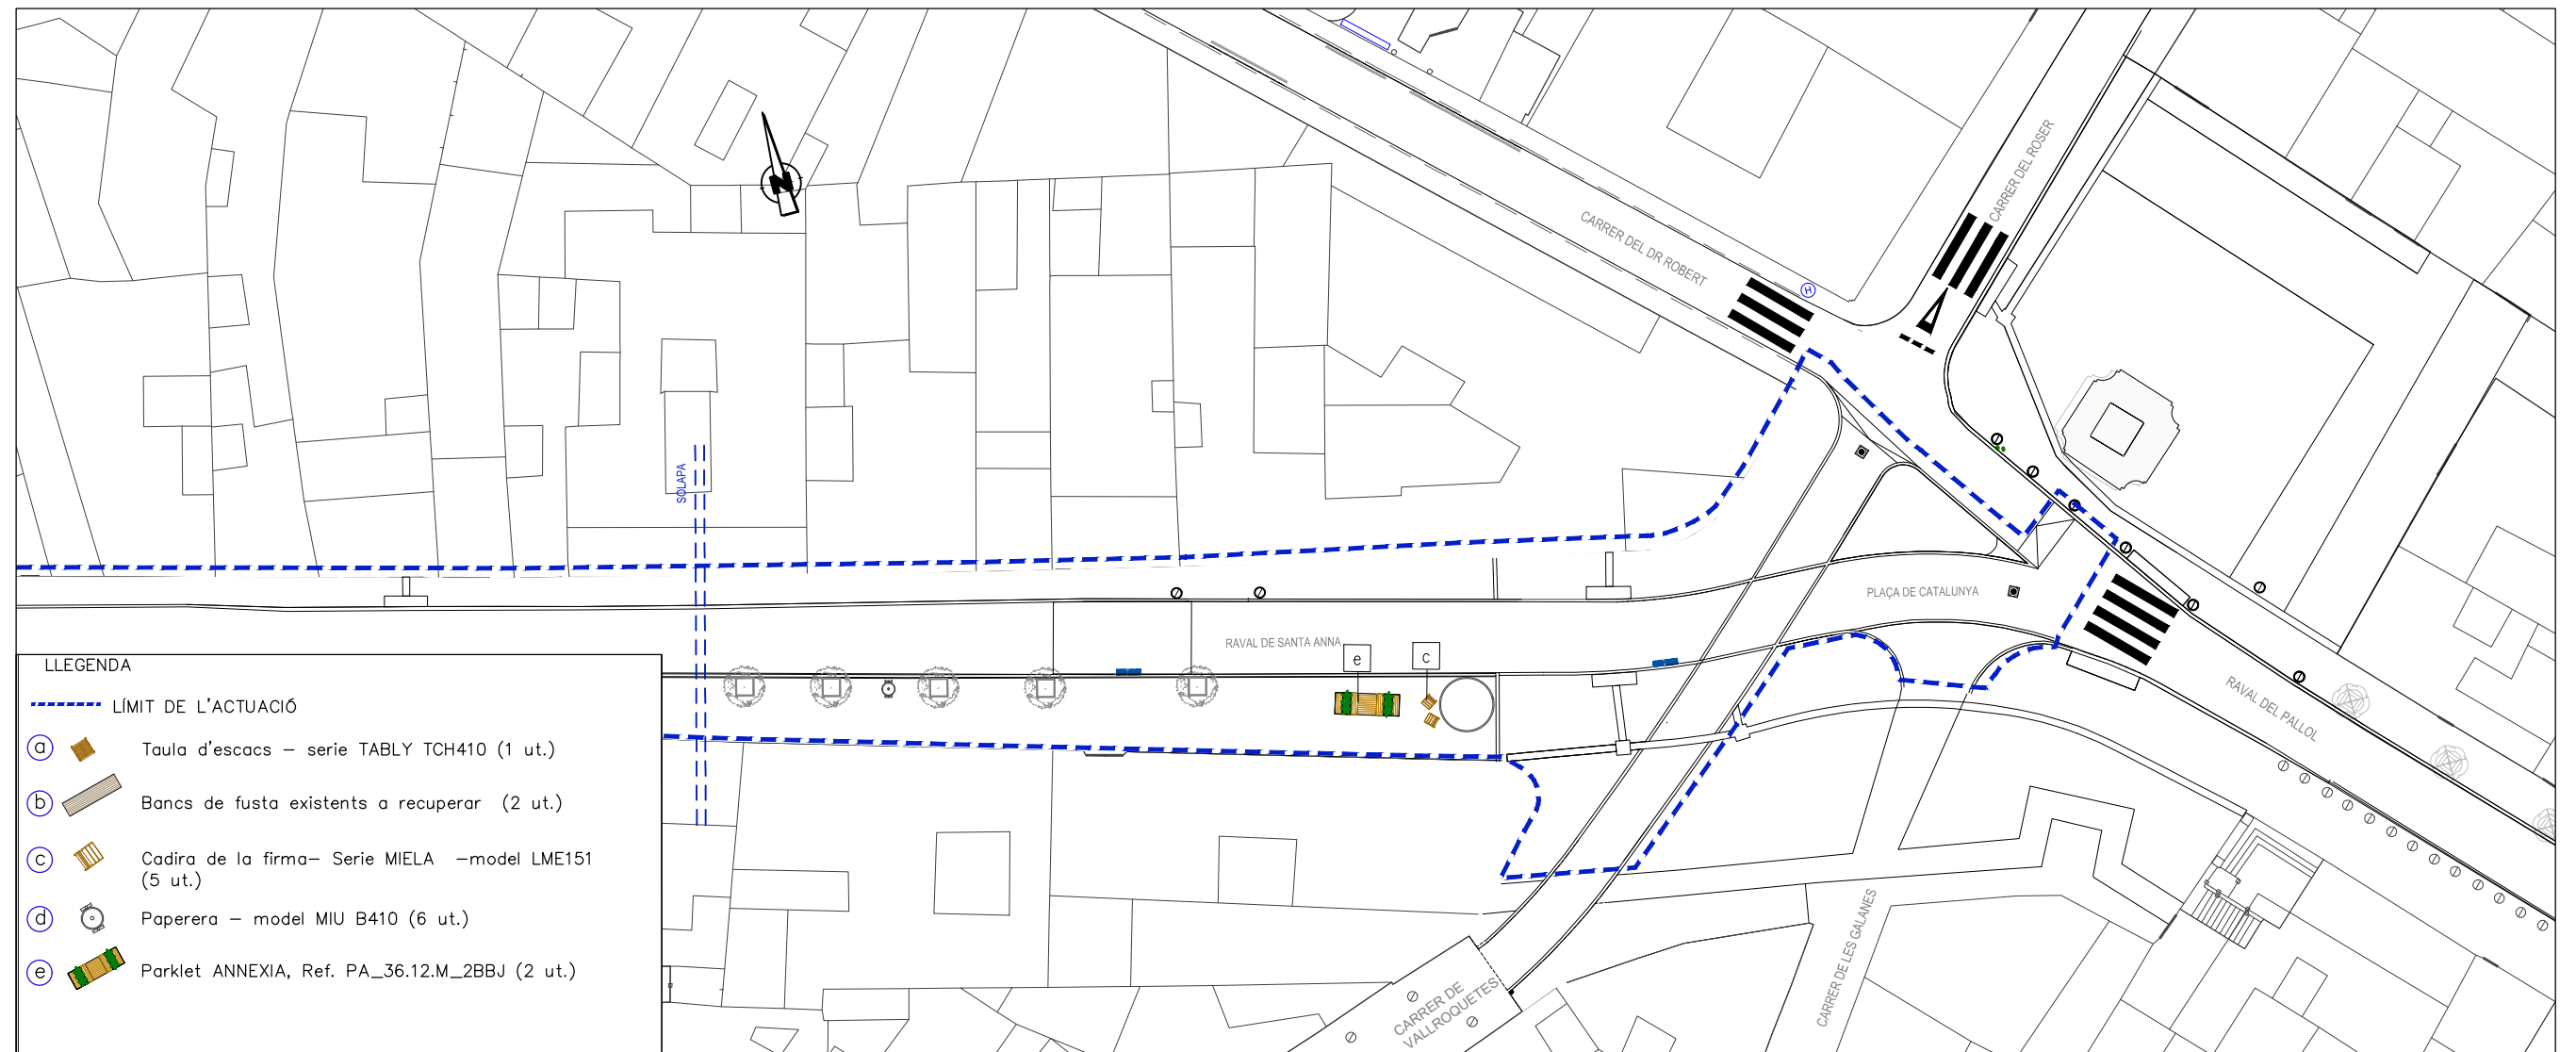 CARRER DEL ROSER
CARRER DEL DR ROBERT
H
N
SOLAPA
PLAÇA DE CATALUNYA
RAVAL DE SANTA ANNA
e
c
RAVAL DEL PALLOL
CARRER DE LES GALANES
CARRER DE
VALLROQUETES
LLEGENDA
LÍMIT DE L'ACTUACIÓ
a Taula d'escacs – serie TABLY TCH410 (1 ut.)
b Bancs de fusta existents a recuperar (2 ut.)
c Cadira de la firma– Serie MIELA –model LME151
(5 ut.)
d Paperera – model MIU B410 (6 ut.)
e Parklet ANNEXIA, Ref. PA_36.12.M_2BBJ (2 ut.)